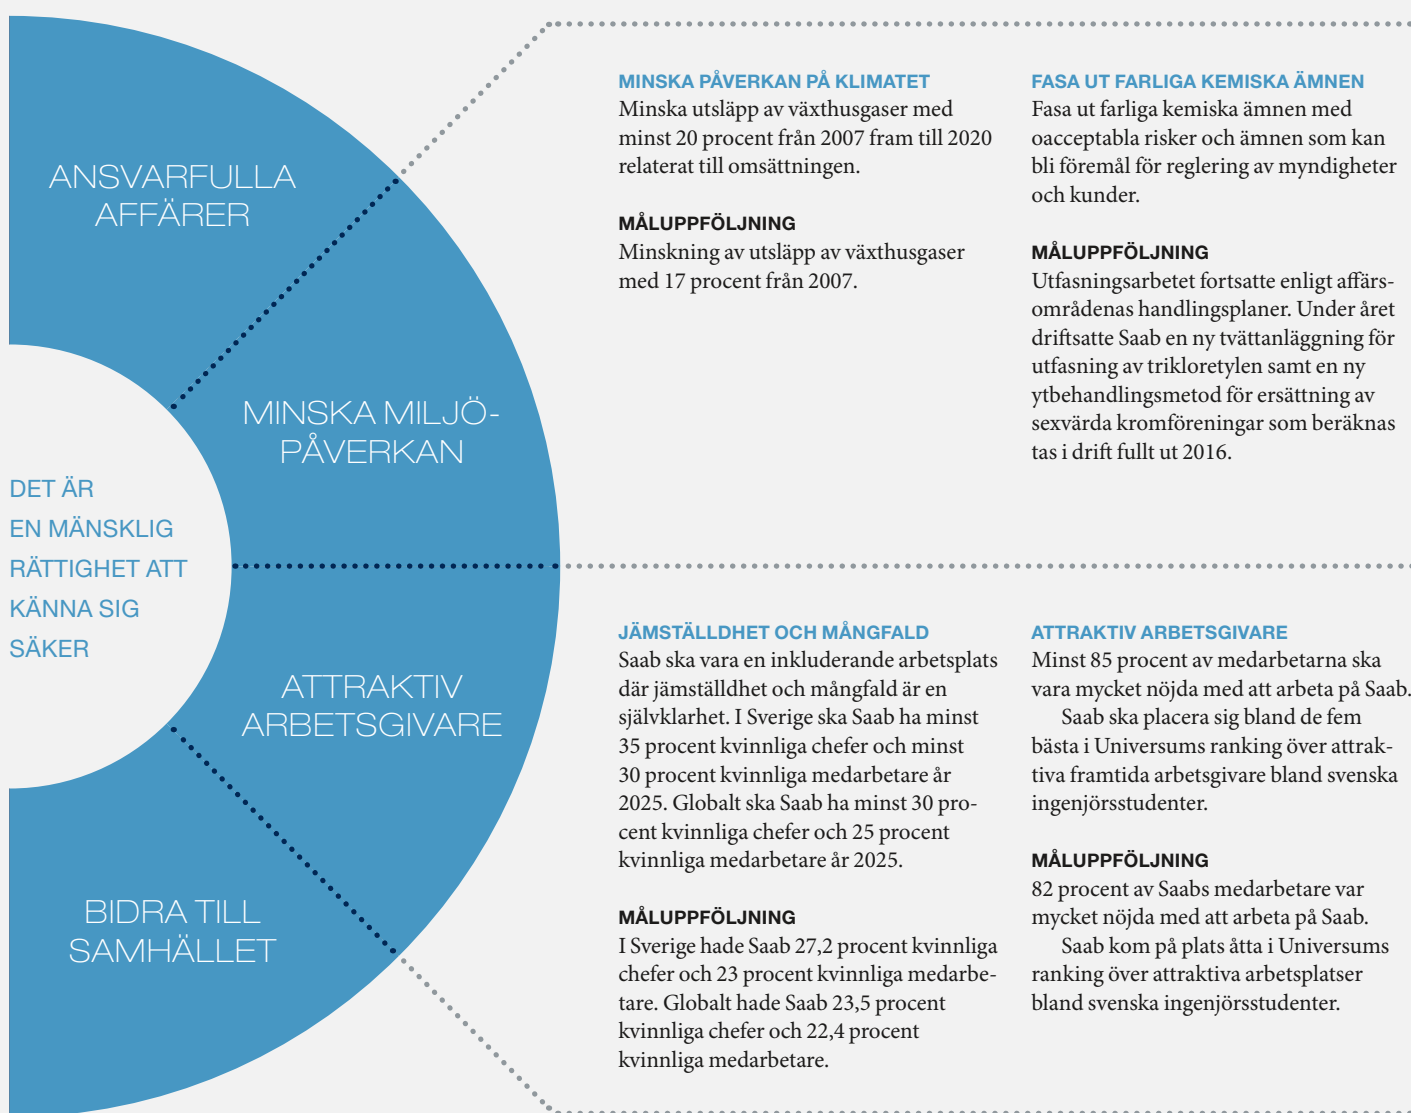 ANSVARFULLA
AFFÄRER
MINSKA MILJÖ-
PÅVERKAN
DET ÄR
EN MÄNSKLIG
RÄTTIGHET ATT
KÄNNA SIG
SÄKER
ATTRAKTIV
ARBETSGIVARE
BIDRA TILL
SAMHÄLLET
MINSKA PÅVERKAN PÅ KLIMATET
Minska utsläpp av växthusgaser med
minst 20 procent från 2007 fram till 2020
relaterat till omsättningen.
MÅLUPPFÖLJNING
Minskning av utsläpp av växthusgaser
med 17 procent från 2007.
FASA UT FARLIGA KEMISKA ÄMNEN
Fasa ut farliga kemiska ämnen med
oacceptabla risker och ämnen som kan
bli föremål för reglering av myndigheter
och kunder.
MÅLUPPFÖLJNING
Utfasningsarbetet fortsatte enligt affärs-
områdenas handlingsplaner. Under året
driftsatte Saab en ny tvättanläggning för
utfasning av trikloretylen samt en ny
ytbehandlingsmetod för ersättning av
sexvärda kromföreningar som beräknas
tas i drift fullt ut 2016.
JÄMSTÄLLDHET OCH MÅNGFALD
Saab ska vara en inkluderande arbetsplats
där jämställdhet och mångfald är en
självklarhet. I Sverige ska Saab ha minst
35 procent kvinnliga chefer och minst
30 procent kvinnliga medarbetare år
2025. Globalt ska Saab ha minst 30 pro-
cent kvinnliga chefer och 25 procent
kvinnliga medarbetare år 2025.
MÅLUPPFÖLJNING
I Sverige hade Saab 27,2 procent kvinnliga
chefer och 23 procent kvinnliga medarbe-
tare. Globalt hade Saab 23,5 procent
kvinnliga chefer och 22,4 procent
kvinnliga medarbetare.
ATTRAKTIV ARBETSGIVARE
Minst 85 procent av medarbetarna ska
vara mycket nöjda med att arbeta på Saab.
Saab ska placera sig bland de fem
bästa i Universums ranking över attrak-
tiva framtida arbetsgivare bland svenska
ingenjörsstudenter.
MÅLUPPFÖLJNING
82 procent av Saabs medarbetare var
mycket nöjda med att arbeta på Saab.
Saab kom på plats åtta i Universums
ranking över attraktiva arbetsplatser
bland svenska ingenjörsstudenter.